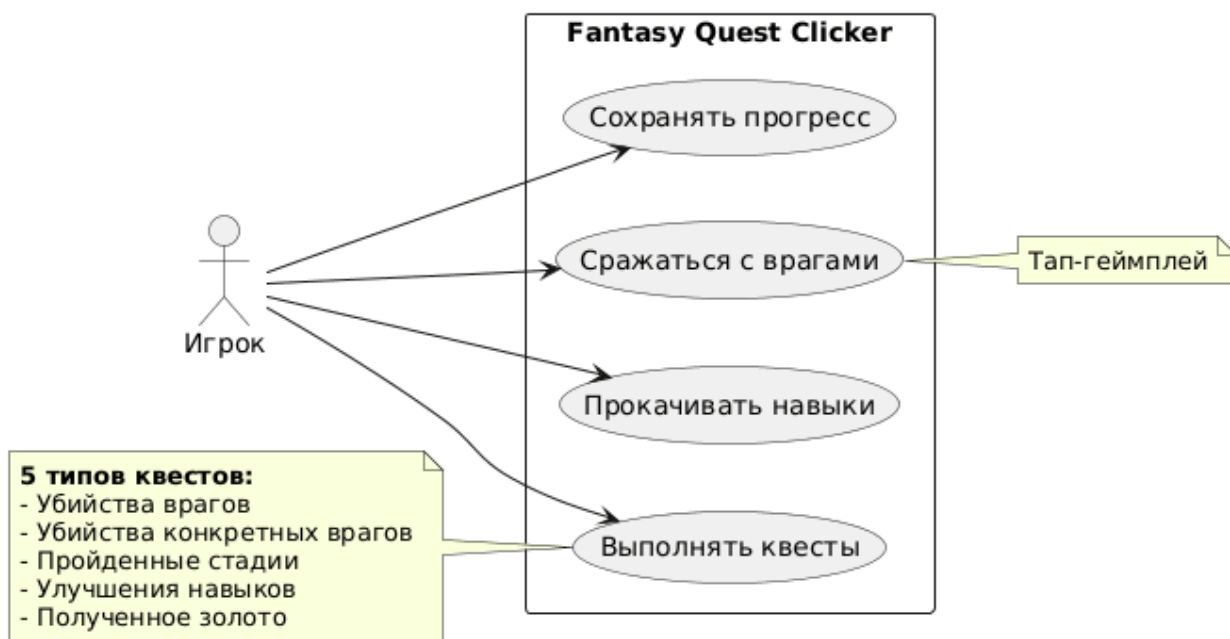 Fantasy Quest Clicker
Сохранять прогресс
Сражаться с врагами
Тап-геймплей
Игрок
Прокачивать навыки
5 типов квестов:
- Убийства врагов
- Убийства конкретных врагов
- Пройденные стадии
- Улучшения навыков
- Полученное золото
Выполнять квесты